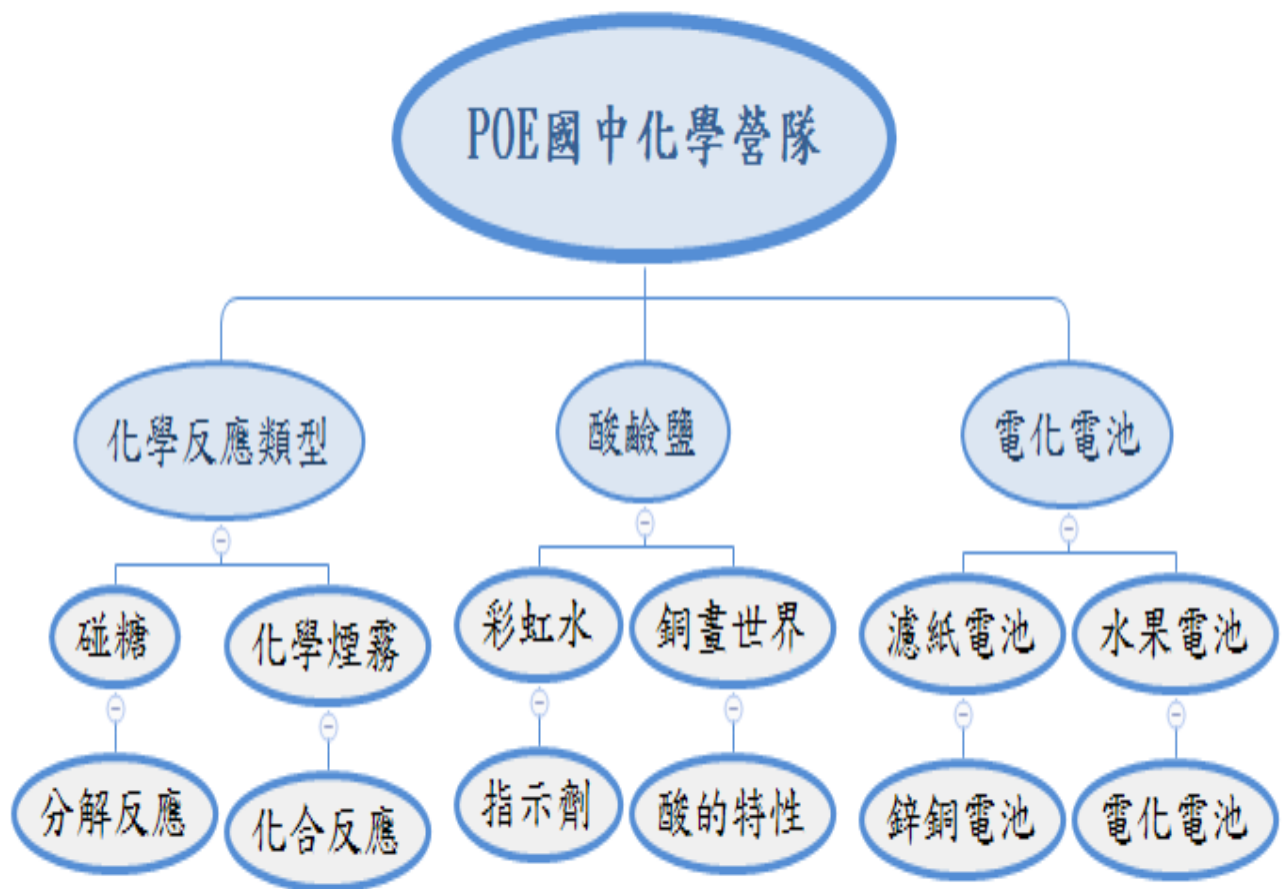 POE國中化學營隊
化學反應類型
酸鹼鹽
電化電池
碰糖
化學煙霧
彩虹水
銅畫世界
濾紙電池
水果電池
分解反應
化合反應
指示劑
酸的特性
鋅銅電池
電化電池